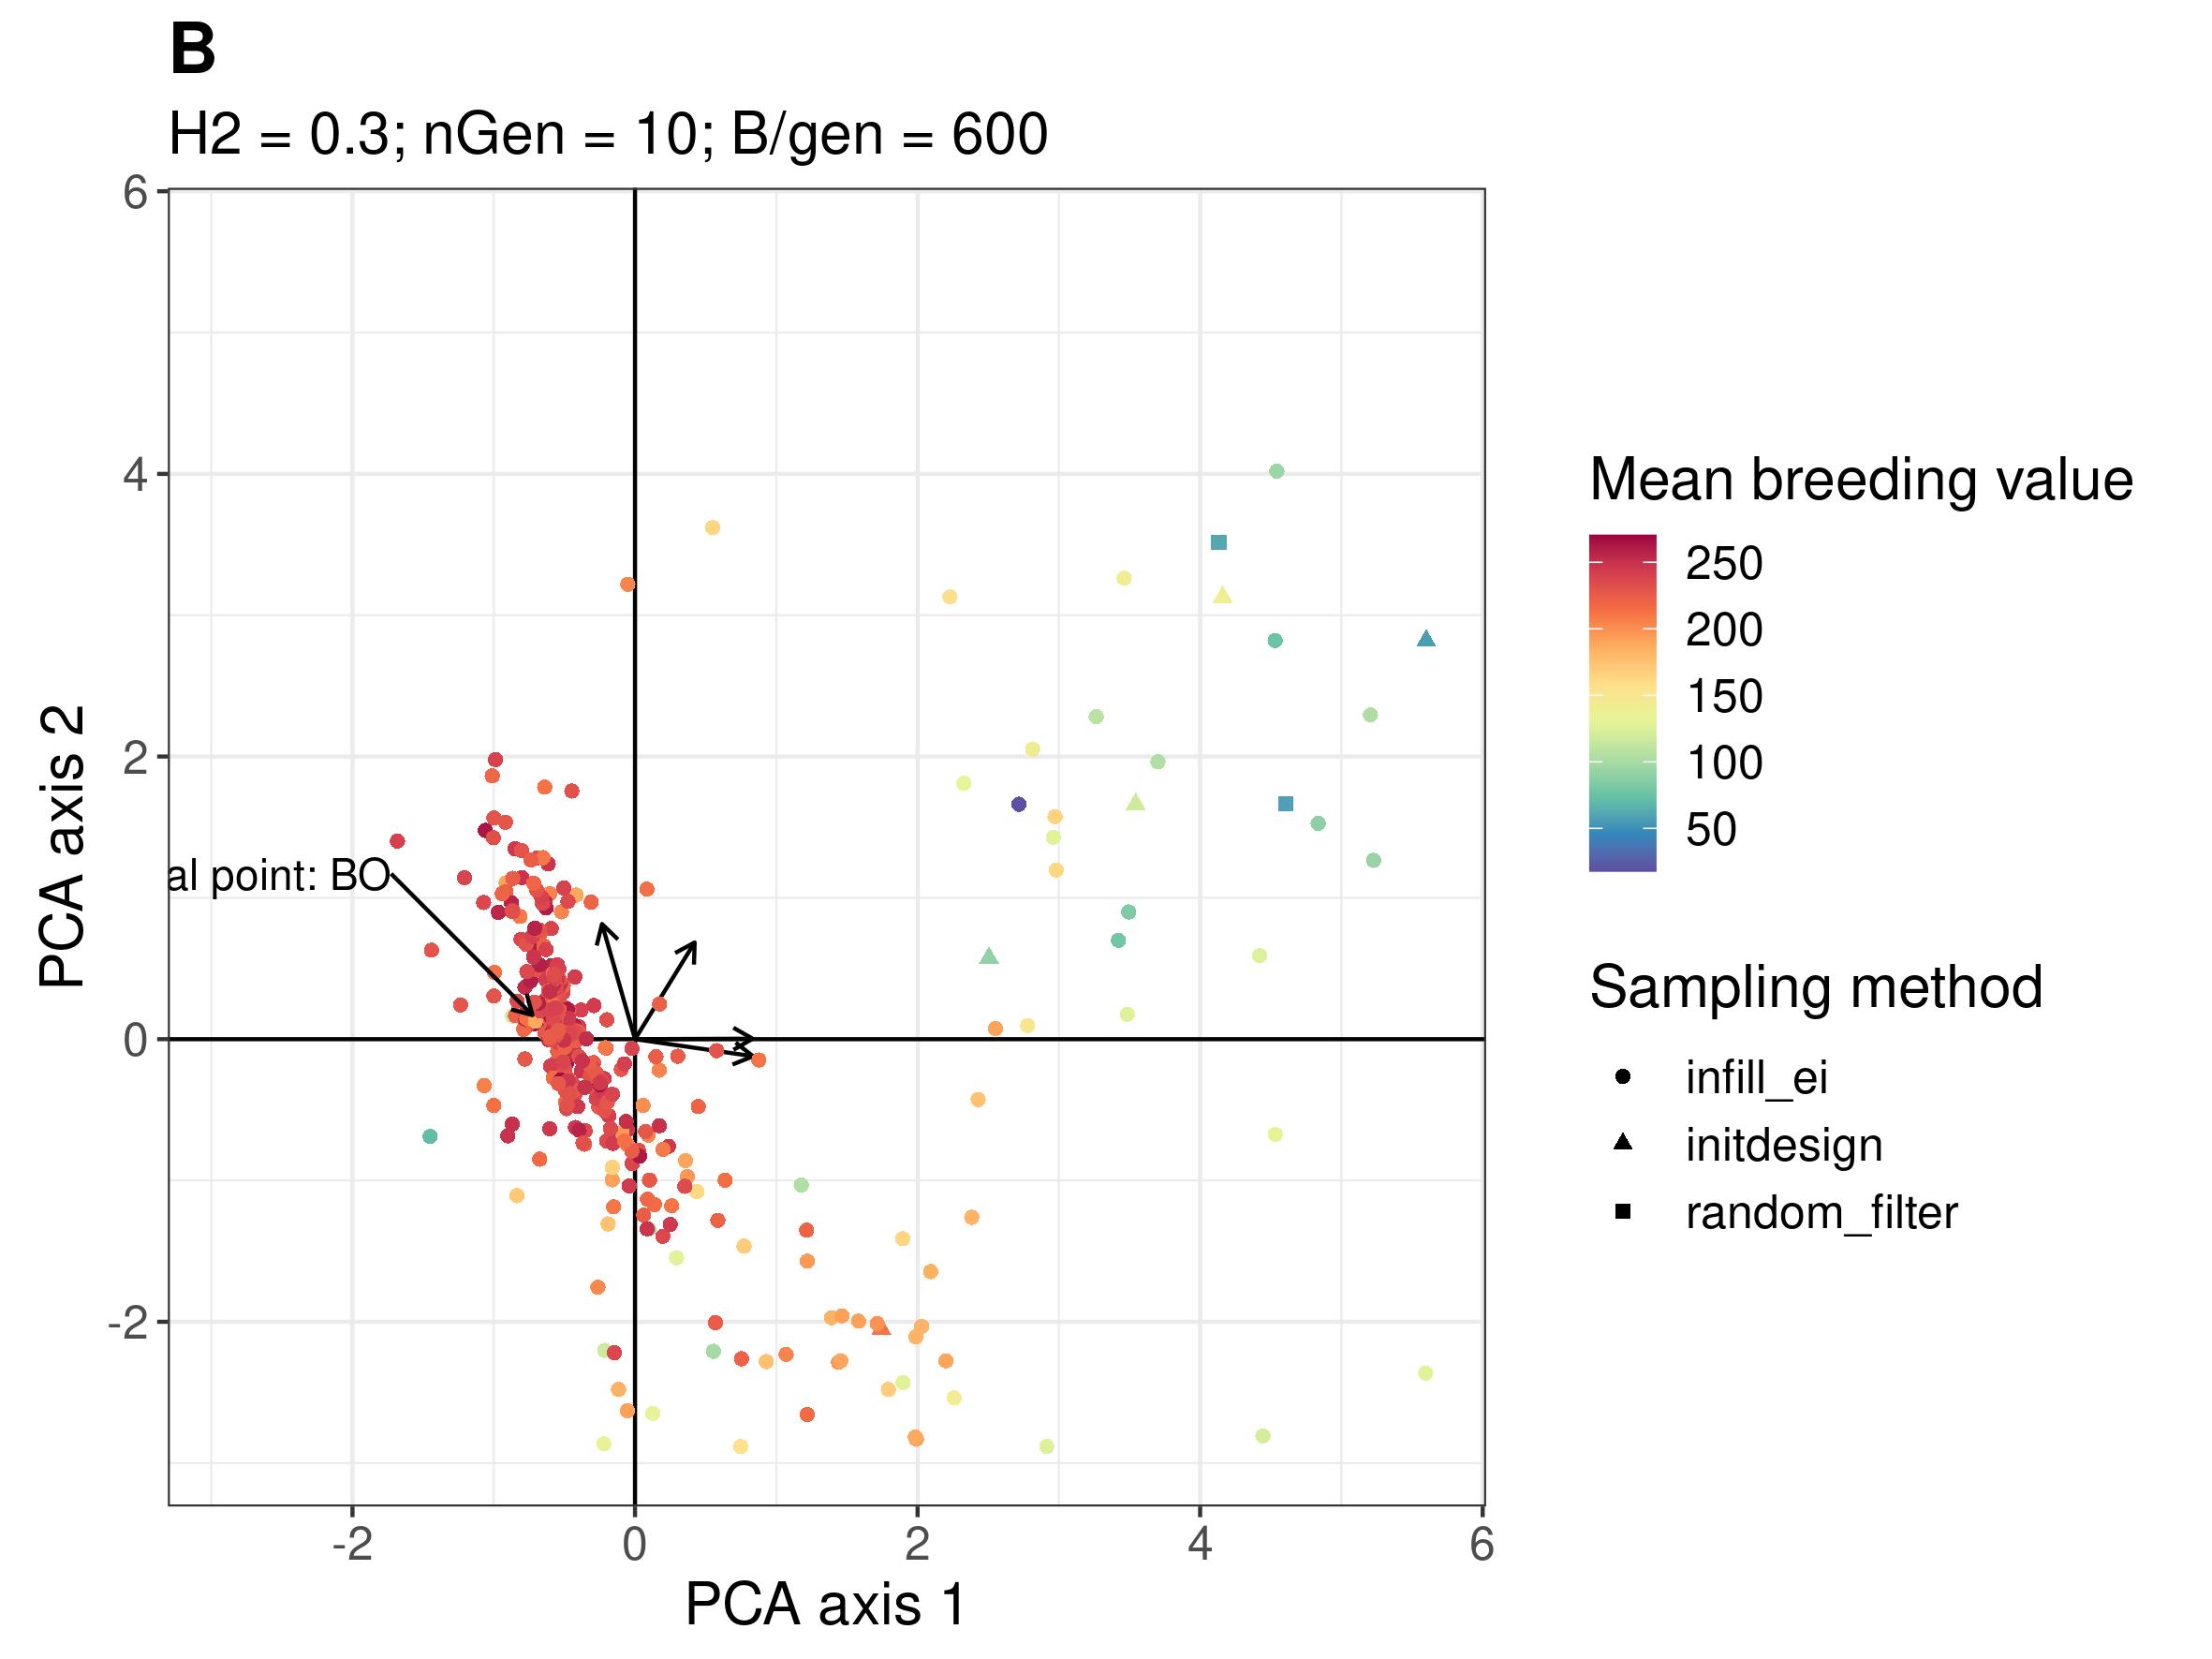 B
H2 = 0.3; nGen = 10; B/gen = 600
6
4
2
0
-2
PCA axis 2
al point: BO
-2
0
2
4
6
PCA axis 1
Mean breeding value
250
200
150
100
50
Sampling method
infill_ei
initdesign
random_filter